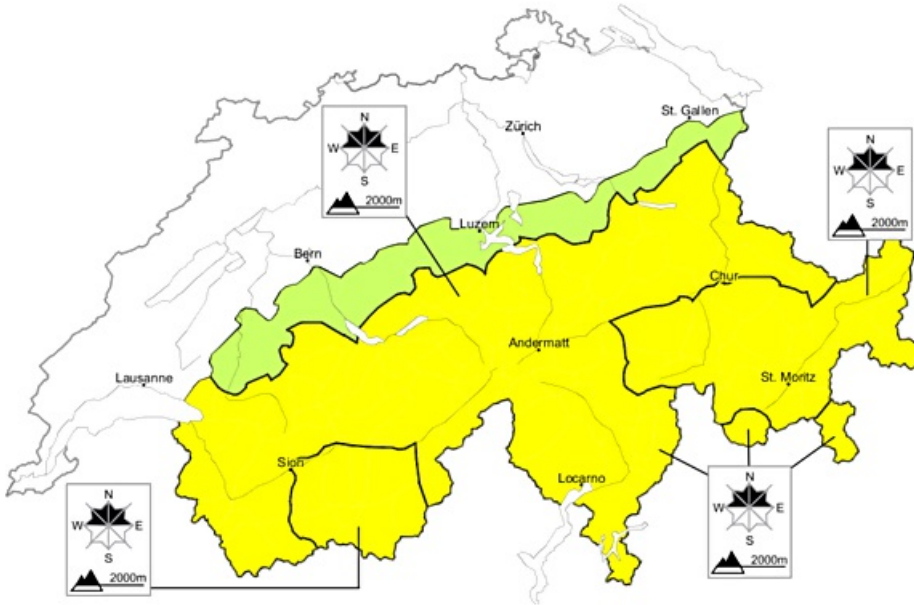 St. Gallen
Zürich
N
W E
S
2000m
N
W E
S
2000m
Luzern
Bern
Chur
Andermatt
Lausanne
St. Moritz
Sion
Locarno
N
W E
S
2000m
N
W E
S
2000m